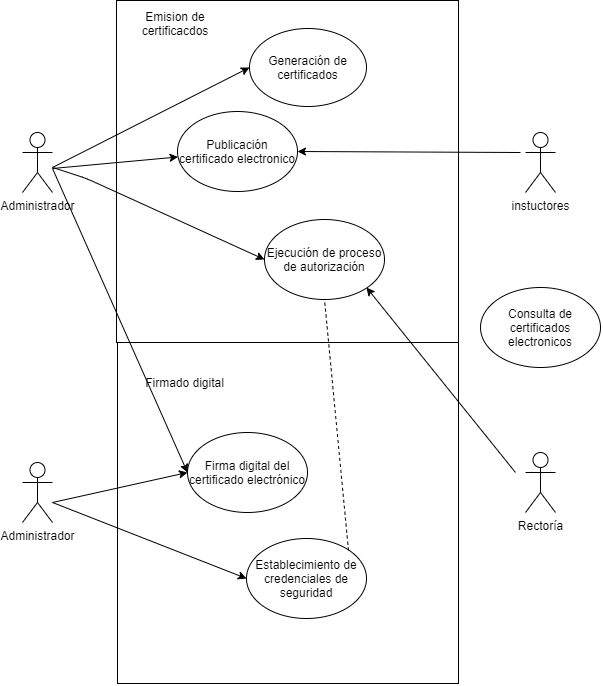 Emision de
certificacdos
Generación de
certificados
Publicación
certificado electronico
Administrador
instuctores
Ejecución de proceso
de autorización
Consulta de
certificados
electronicos
Firmado digital
Firma digital del
certificado electrónico
Administrador
Rectoría
Establecimiento de
credenciales de
seguridad